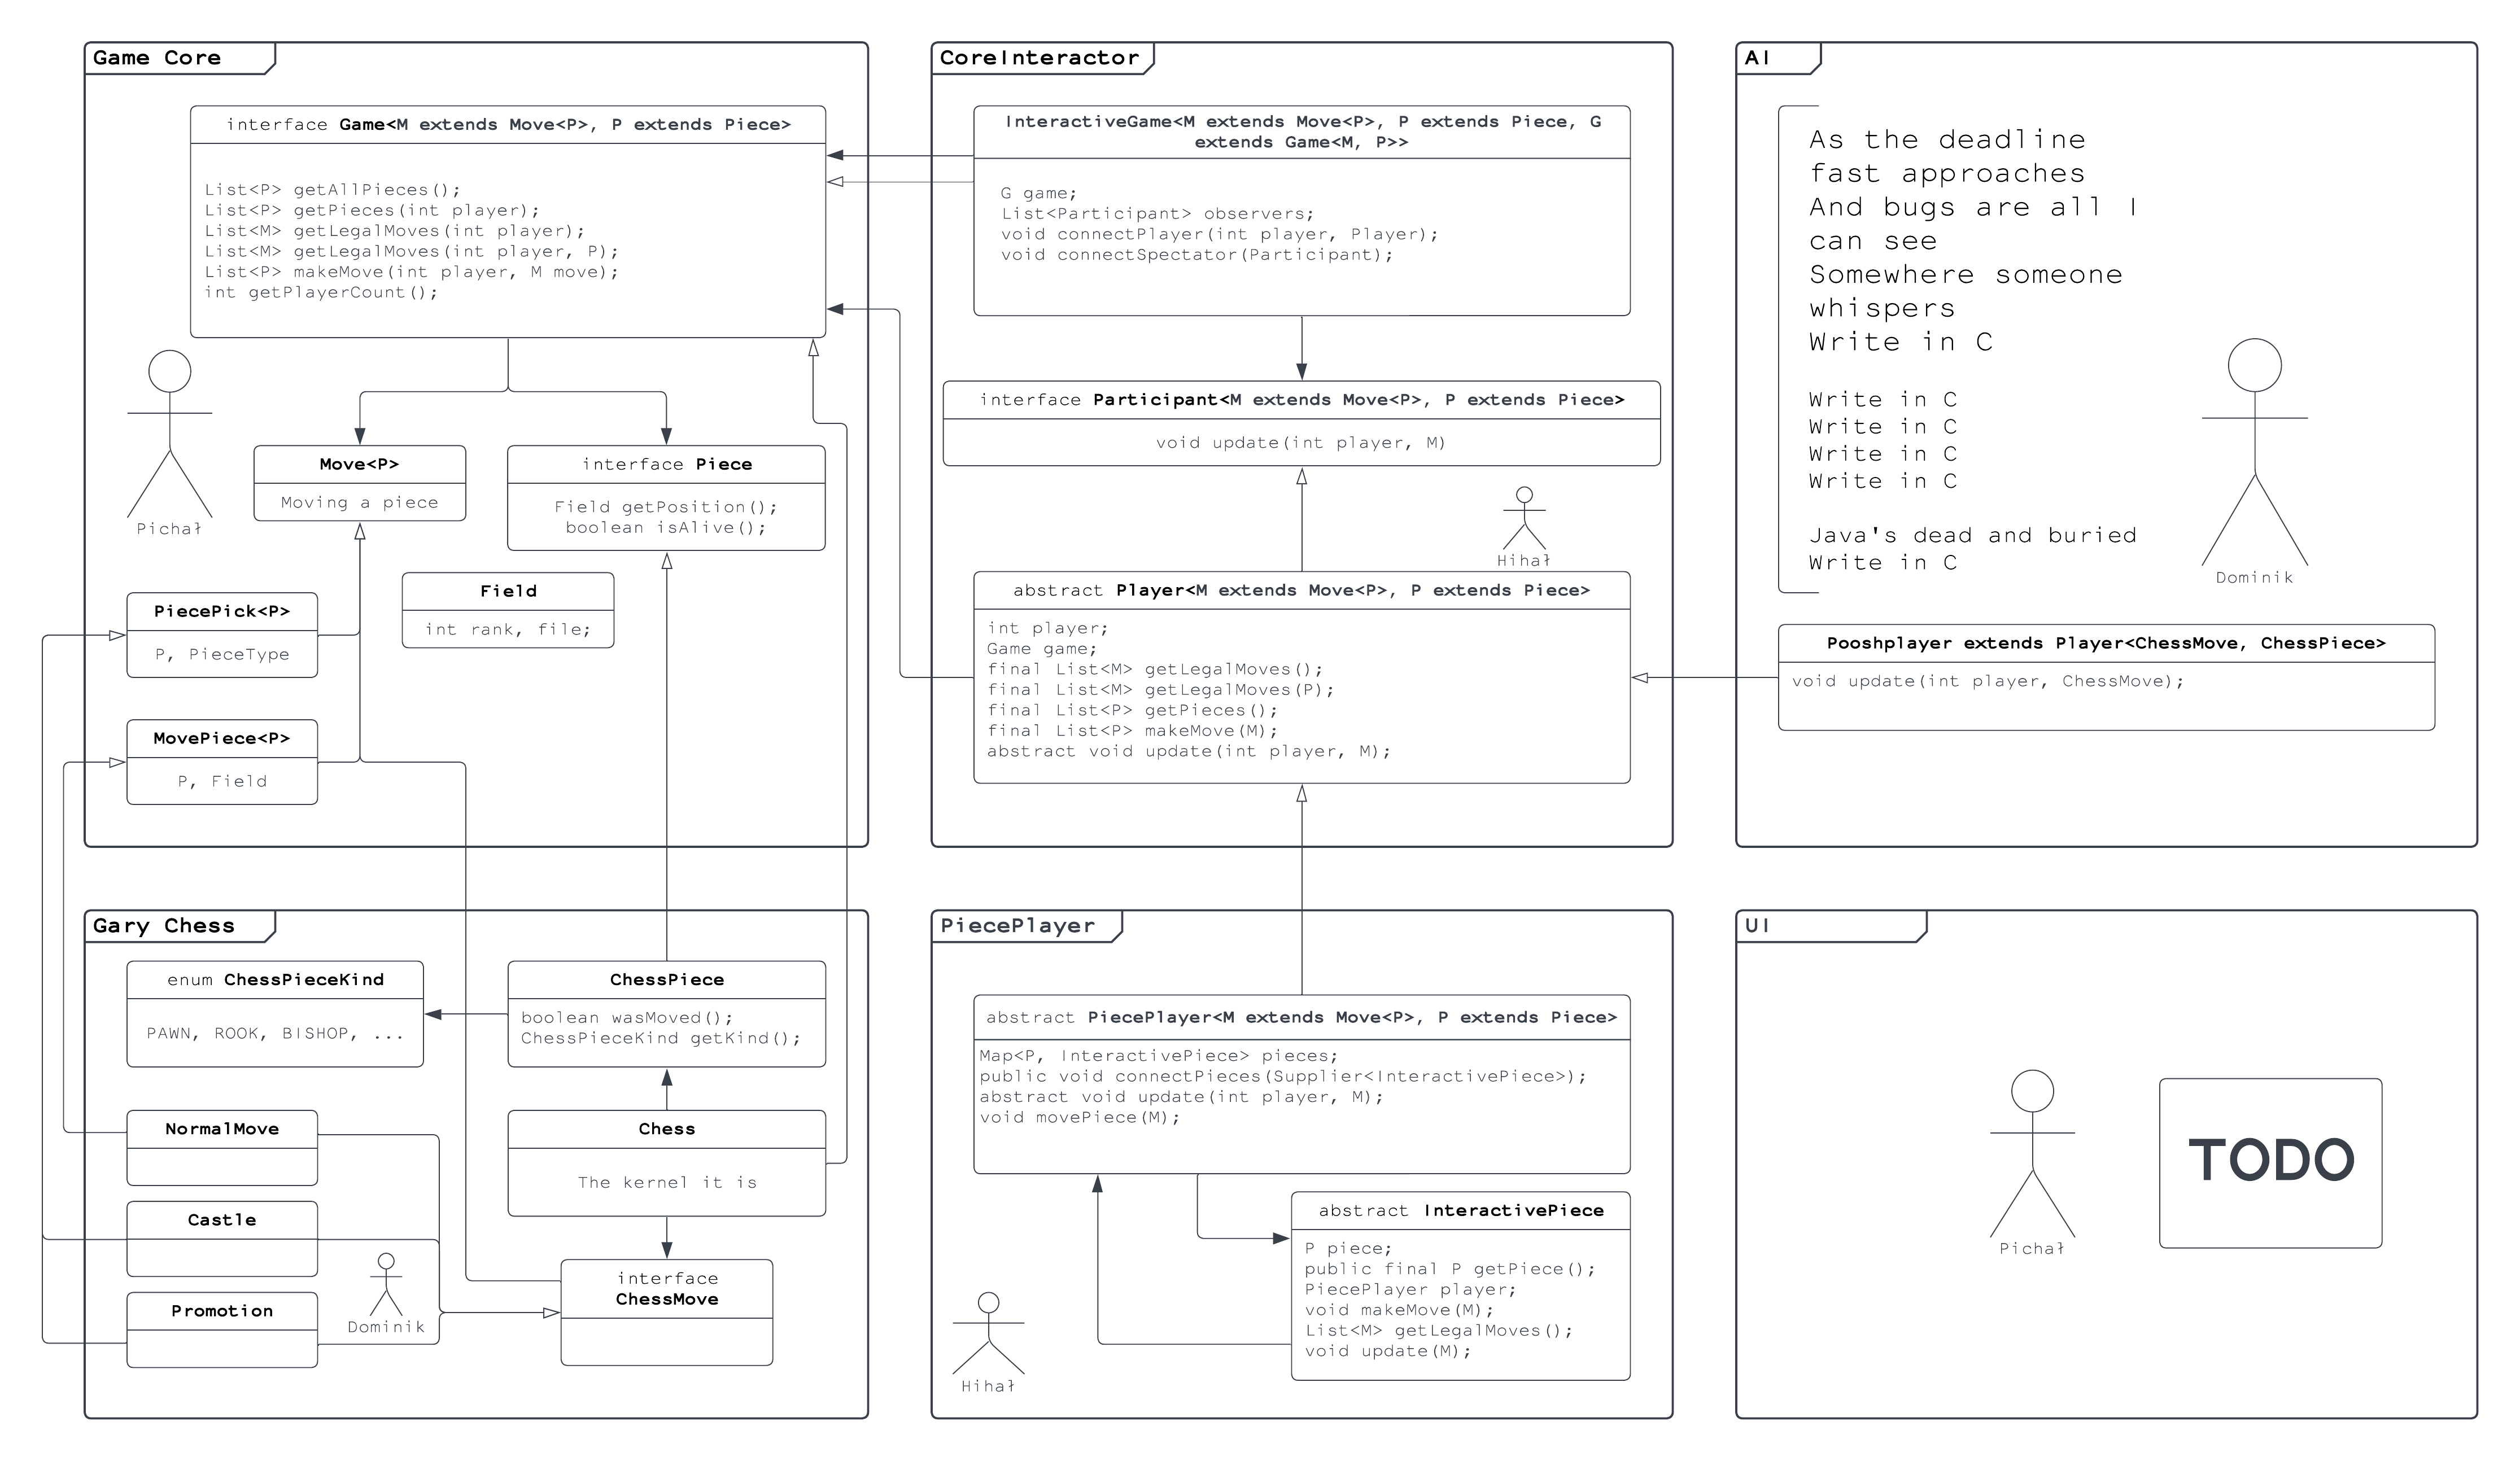 Game Core
interface Game<M extends Move<P>, P extends Piece>
List<P> getAllPieces();
List<P> getPieces(int player);
List<M> getLegalMoves(int player);
List<M> getLegalMoves(int player, P);
List<P> makeMove(int player, M move);
int getPlayerCount();
Pichał
Move<P>
Moving a piece
interface Piece
Field getPosition();
boolean isAlive();
Field
int rank, file;
PiecePick<P>
P, PieceType
MovePiece<P>
P, Field
CoreInteractor
InteractiveGame<M extends Move<P>, P extends Piece, G
extends Game<M, P>>
G game;
List<Participant> observers;
void connectPlayer(int player, Player);
void connectSpectator(Participant);
interface Participant<M extends Move<P>, P extends Piece>
void update(int player, M)
Hihał
abstract Player<M extends Move<P>, P extends Piece>
int player;
Game game;
final List<M> getLegalMoves();
final List<M> getLegalMoves(P);
final List<P> getPieces();
final List<P> makeMove(M);
abstract void update(int player, M);
AI
As the deadline
fast approaches
And bugs are all I
can see
Somewhere someone
whispers
Write in C
Write in C
Write in C
Write in C
Write in C
Java's dead and buried
Write in C
Dominik
Pooshplayer extends Player<ChessMove, ChessPiece>
void update(int player, ChessMove);
Gary Chess
enum ChessPieceKind
PAWN, ROOK, BISHOP, ...
ChessPiece
boolean wasMoved();
ChessPieceKind getKind();
NormalMove
Chess
The kernel it is
Castle
Promotion
Dominik
interface
ChessMove
PiecePlayer
abstract PiecePlayer<M extends Move<P>, P extends Piece>
Map<P, InteractivePiece> pieces;
public void connectPieces(Supplier<InteractivePiece>);
abstract void update(int player, M);
void movePiece(M);
abstract InteractivePiece
P piece;
public final P getPiece();
PiecePlayer player;
void makeMove(M);
List<M> getLegalMoves();
void update(M);
Hihał
UI
Pichał
TODO